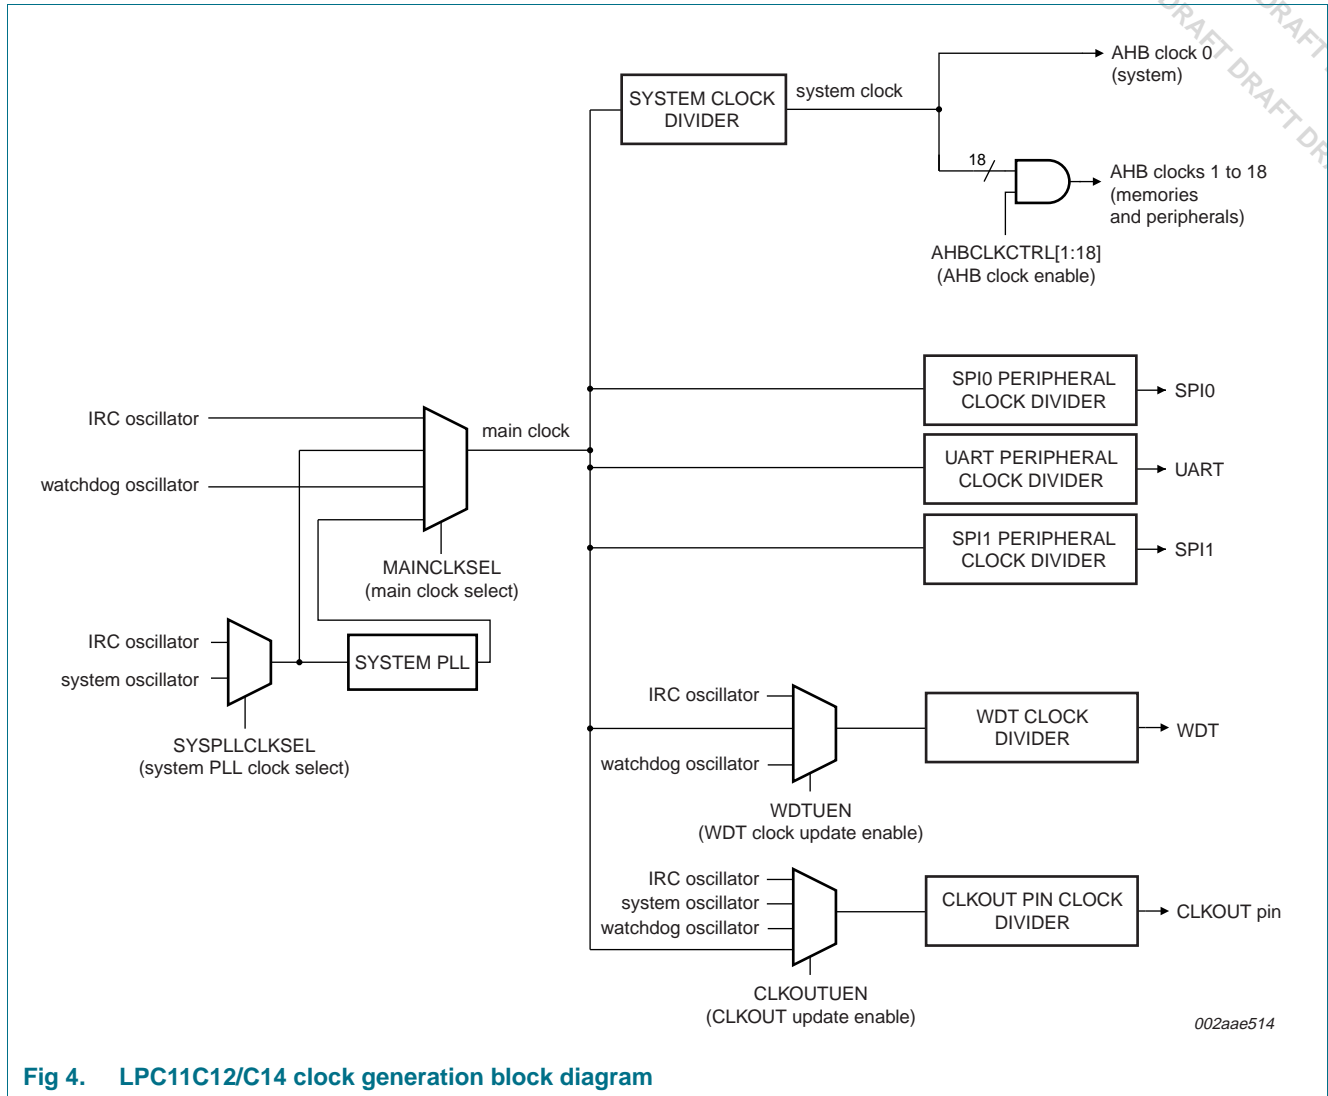 DRAFT
DRAFT
DRAFT DRAFT
AHB clock 0
(system)
system clock
SYSTEM CLOCK
DIVIDER
18
AHB clocks 1 to 18
(memories
and peripherals)
AHBCLKCTRL[1:18]
(AHB clock enable)
SPI0 PERIPHERAL
CLOCK DIVIDER
SPI0
IRC oscillator
main clock
UART PERIPHERAL
CLOCK DIVIDER
UART
watchdog oscillator
SPI1 PERIPHERAL
CLOCK DIVIDER
SPI1
MAINCLKSEL
(main clock select)
IRC oscillator
system oscillator
SYSTEM PLL
SYSPLLCLKSEL
(system PLL clock select)
IRC oscillator
watchdog oscillator
WDT CLOCK
DIVIDER
WDT
WDTUEN
(WDT clock update enable)
IRC oscillator
system oscillator
watchdog oscillator
CLKOUT PIN CLOCK
DIVIDER
CLKOUT pin
CLKOUTUEN
(CLKOUT update enable)
002aae514
Fig 4. LPC11C12/C14 clock generation block diagram